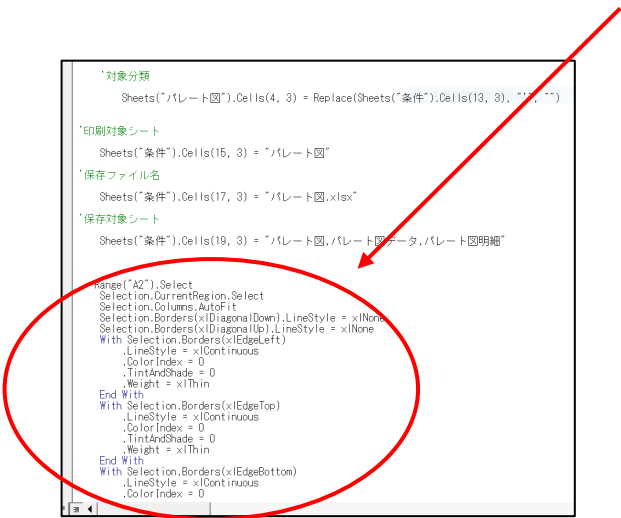 '対象分類
Sheets("パレート図").Cells(4, 3) = Replace(Sheets("条件").Cells(13, 3), "'", "")
'印刷対象シート
Sheets("条件").Cells(15, 3) = "パレート図"
'保存ファイル名
Sheets("条件").Cells(17, 3) = "パレート図.xlsx"
'保存対象シート
Sheets("条件").Cells(19, 3) = "パレート図,パレート図データ,パレート図明細"
Range("A2").Select
Selection.CurrentRegion.Select
Selection.Columns.AutoFit
Selection.Borders(xlDiagonalDown).LineStyle = xlNone
Selection.Borders(xlDiagonalUp).LineStyle = xlNone
With Selection.Borders(xlEdgeLeft)
.LineStyle = xlContinuous
.ColorIndex = 0
.TintAndShade = 0
.Weight = xlThin
End With
With Selection.Borders(xlEdgeTop)
.LineStyle = xlContinuous
.ColorIndex = 0
.TintAndShade = 0
.Weight = xlThin
End With
With Selection.Borders(xlEdgeBottom)
.LineStyle = xlContinuous
.ColorIndex = 0